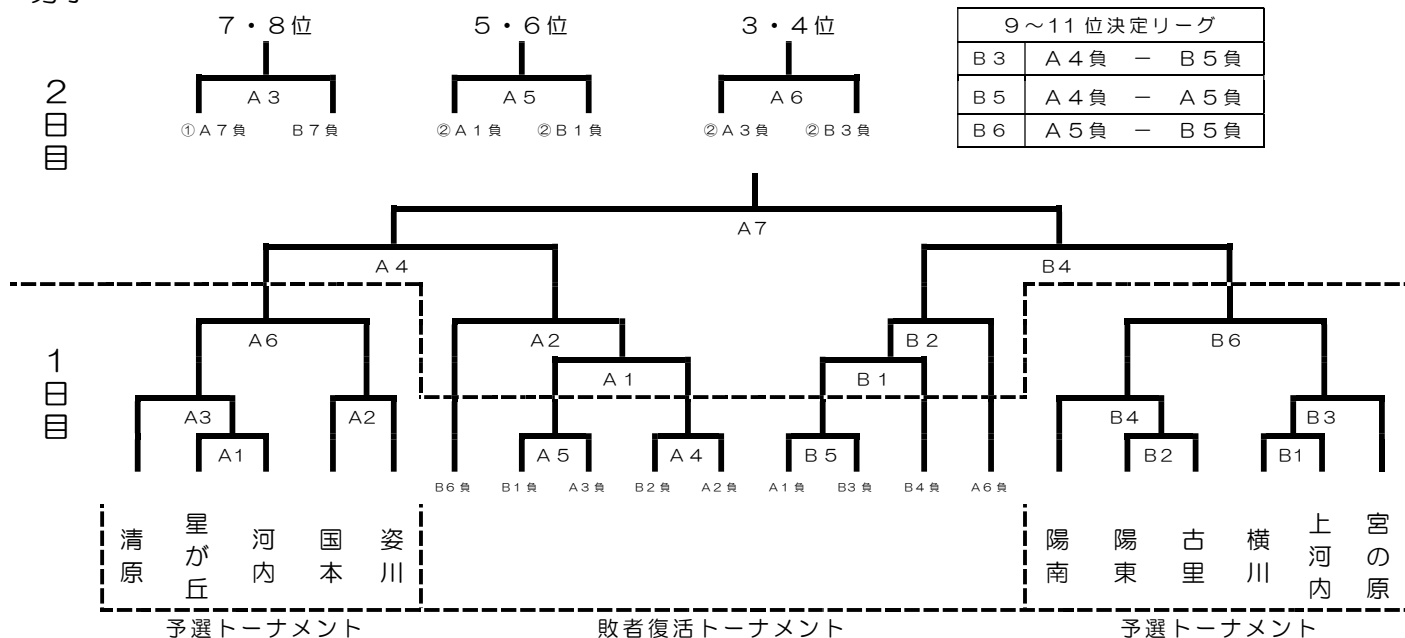 ７・８位
５・６位
３・４位
９～11位決定リーグ
Ｂ３ Ａ４負 － Ｂ５負
Ｂ５ Ａ４負 － Ａ５負
Ｂ６ Ａ５負 － Ｂ５負
２日目
Ａ３
Ａ５
Ａ６
①Ａ７負 Ｂ７負
②Ａ１負 ②Ｂ１負
②Ａ３負 ②Ｂ３負
Ａ７
Ａ４
Ｂ４
１日目
Ａ６
Ａ２
Ｂ２
Ｂ６
Ａ１
Ｂ１
Ａ３
Ａ２
Ｂ４
Ｂ３
Ａ１
Ａ５
Ａ４
Ｂ５
Ｂ２
Ｂ１
Ｂ６負 Ｂ１負 Ａ３負 Ｂ２負 Ａ２負 Ａ１負 Ｂ３負 Ｂ４負 Ａ６負
清原
星が丘
河内
国本
姿川
陽南
陽東
古里
横川
上河内
宮の原
予選トーナメント
敗者復活トーナメント
予選トーナメント